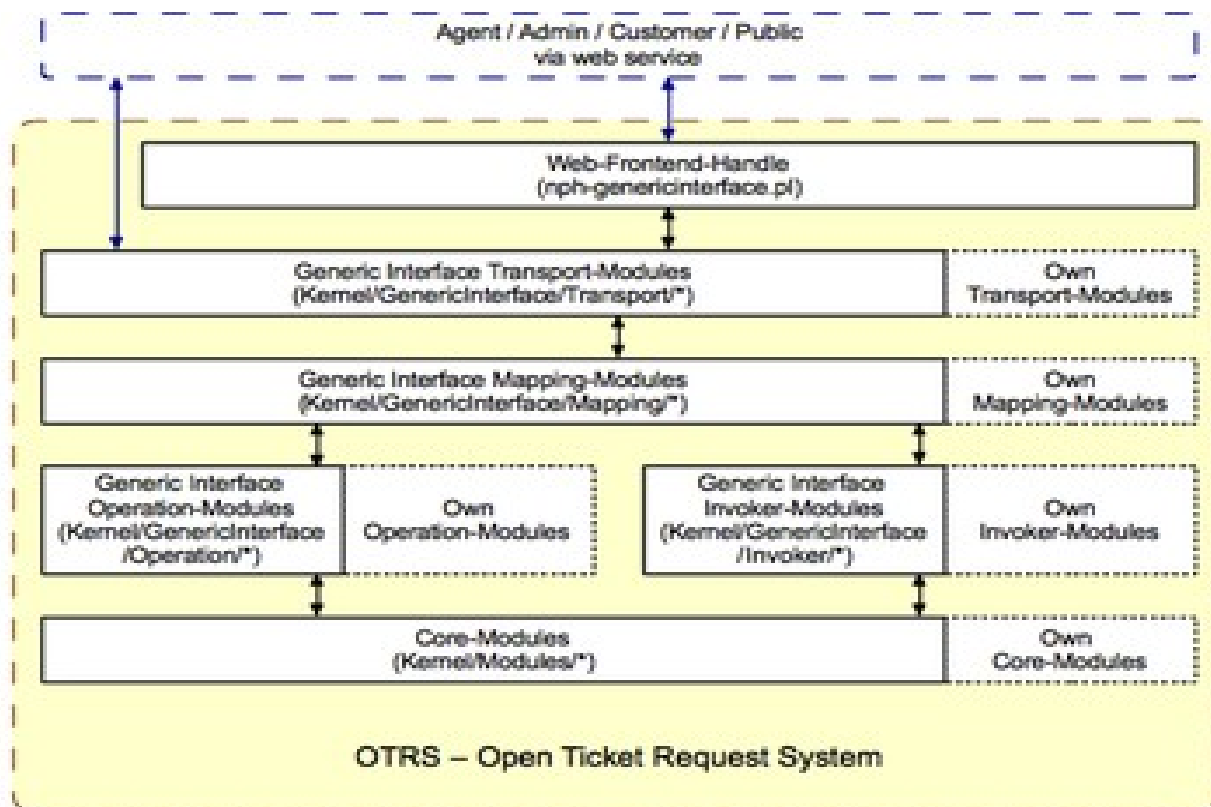 Agent / Admin / Customer / Public
via web service
Web-Frontend-Handle
(nph-genericinterface.pl)
Generic Interface Transport-Modules
(Kernel/GenericInterface/Transport/*)
Own
Transport-Modules
Generic Interface Mapping-Modules
(Kernel/GenericInterface/Mapping/*)
Own
Mapping-Modules
Generic Interface
Operation-Modules
(Kernel/GenericInterface
/Operation/*)
Own
Operation-Modules
Generic Interface
Invoker-Modules
(Kernel/GenericInterface
/Invoker/*)
Own
Invoker-Modules
Core-Modules
(Kernel/Modules/*)
Own
Core-Modules
OTRS – Open Ticket Request System